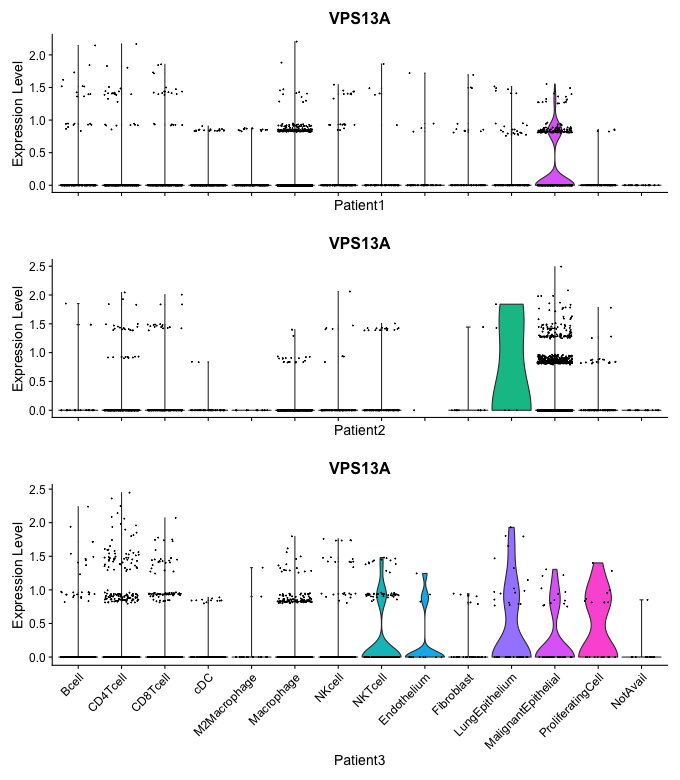 VPS13A
Expression Level
2.0
1.5
1.0
0.5
0.0
Patient1
VPS13A
Expression Level
2.5
2.0
1.5
1.0
0.5
0.0
Patient2
VPS13A
Expression Level
2.5
2.0
1.5
1.0
0.5
0.0
Bcell
CD4Tcell
CD8Tcell
cDC
M2Macrophage
Macrophage
NKcell
NKTcell
Endothelium
Fibroblast
LungEpithelium
MalignantEpithelial
ProliferatingCell
NotAvail
Patient3